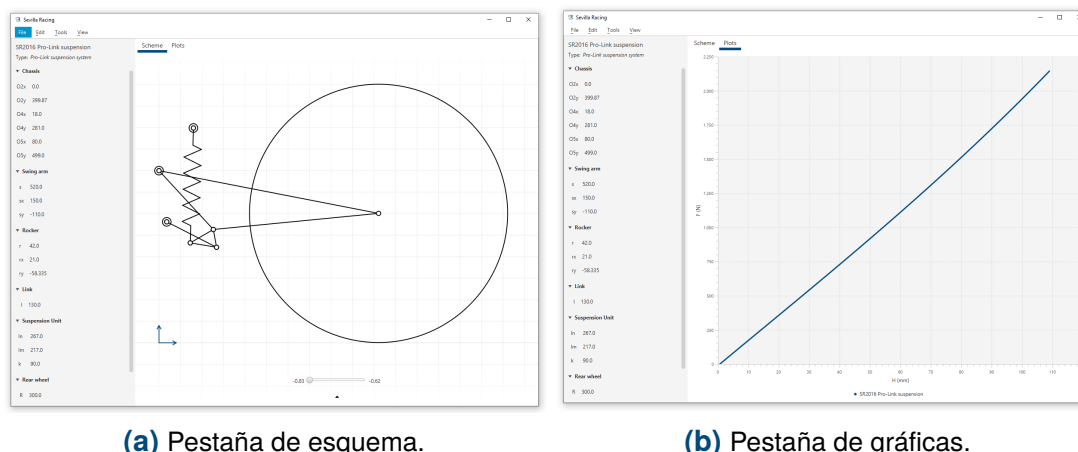 Sevilla Racing
File Edit Tools View
SR2016 Pro-Link suspension
Type: Pro-Link suspension system
Chassis
O2x 0.0
O2y 399.87
O4x 18.0
O4y 281.0
O5x 80.0
O5y 499.0
Swing arm
s 520.0
sx 150.0
sy -110.0
Rocker
r 42.0
rx 21.0
ry -58.335
Link
l 130.0
Suspension Unit
ln 267.0
lm 217.0
k 90.0
Rear wheel
R 300.0
Scheme Plots
-0.83 -0.62
(a) Pestaña de esquema.
Sevilla Racing
File Edit Tools View
SR2016 Pro-Link suspension
Type: Pro-Link suspension system
Chassis
O2x 0.0
O2y 399.87
O4x 18.0
O4y 281.0
O5x 80.0
O5y 499.0
Swing arm
s 520.0
sx 150.0
sy -110.0
Rocker
r 42.0
rx 21.0
ry -58.335
Link
l 130.0
Suspension Unit
ln 267.0
lm 217.0
k 90.0
Rear wheel
R 300.0
Scheme Plots
2.250
2.000
1.750
1.500
1.250
1.000
750
500
250
0
F (N)
0 10 20 30 40 50 60 70 80 90 100 110
H (mm)
SR2016 Pro-Link suspension
(b) Pestaña de gráficas.